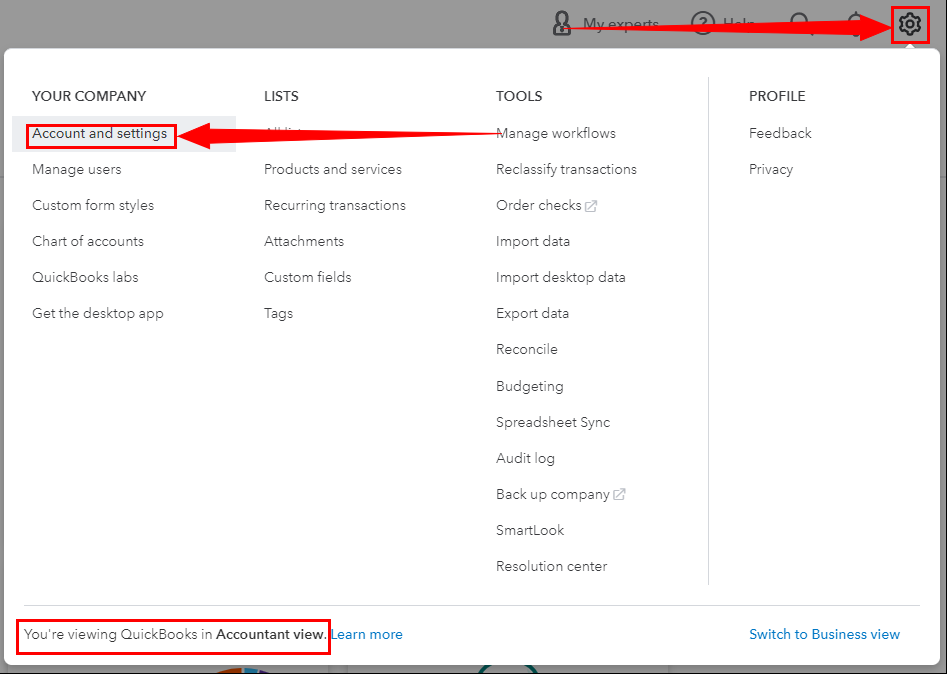 My experts
Help
YOUR COMPANY
Account and settings
Manage users
Custom form styles
Chart of accounts
QuickBooks labs
Get the desktop app
LISTS
All lists
Products and services
Recurring transactions
Attachments
Custom fields
Tags
TOOLS
Manage workflows
Reclassify transactions
Order checks
Import data
Import desktop data
Export data
Reconcile
Budgeting
Spreadsheet Sync
Audit log
Back up company
SmartLook
Resolution center
PROFILE
Feedback
Privacy
You're viewing QuickBooks in Accountant view. Learn more
Switch to Business view